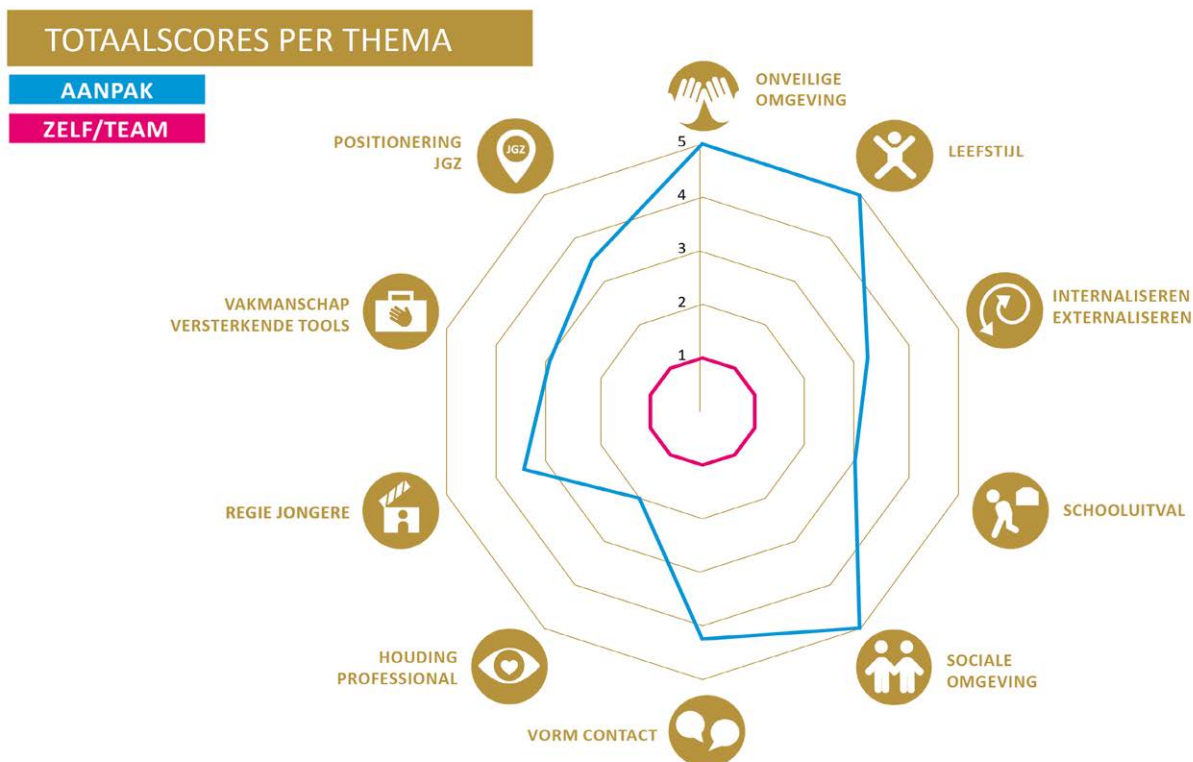 TOTAALSCORES PER THEMA
AANPAK
ZELF/TEAM
ONVEILIGE
OMGEVING
LEEFSTIJL
INTERNALISEREN
EXTERNALISEREN
SCHOOLUITVAL
SOCIALE
OMGEVING
VORM CONTACT
HOUDING
PROFESSIONAL
REGIE JONGERE
VAKMANSCHAP
VERSTERKENDE TOOLS
POSITIONERING
JGZ
JGZ
5
4
3
2
1